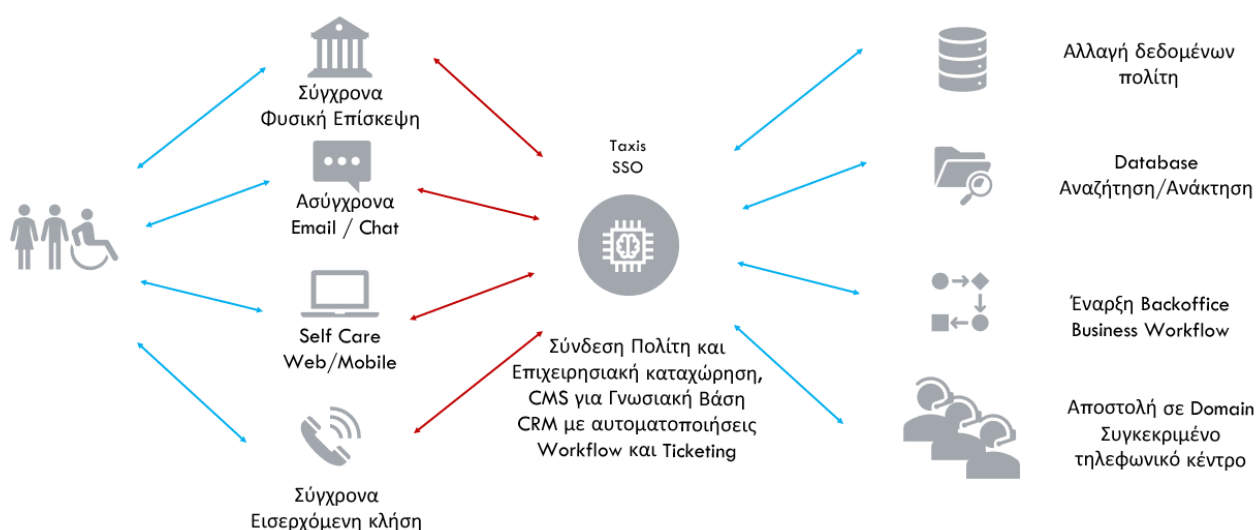 Σύγχρονα
Φυσική Επίσκεψη
Ασύγχρονα
Email / Chat
Self Care
Web/Mobile
Σύγχρονα
Εισερχόμενη κλήση
Taxis
SSO
Σύνδεση Πολίτη και
Επιχειρησιακή καταχώρηση,
CMS για Γνωσιακή Βάση
CRM με αυτοματοποιήσεις
Workflow και Ticketing
Αλλαγή δεδομένων
πολίτη
Database
Αναζήτηση/Ανάκτηση
Έναρξη Backoffice
Business Workflow
Αποστολή σε Domain
Συγκεκριμένο
τηλεφωνικό κέντρο